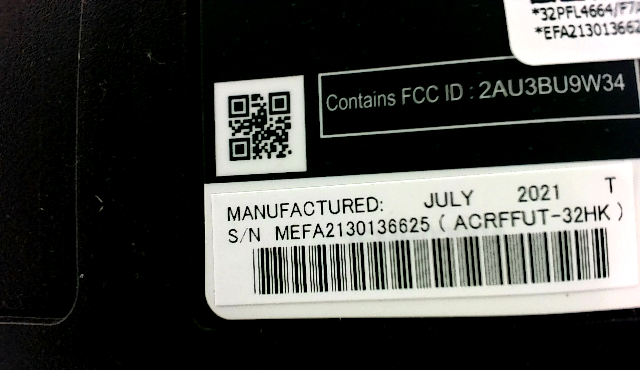 *32PFL4664/F7
*EFA213013662
Contains FCC ID : 2AU3BU9W34
MANUFACTURED: JULY 2021 T
S/N MEFA2130136625 ( ACRFFUT-32HK )